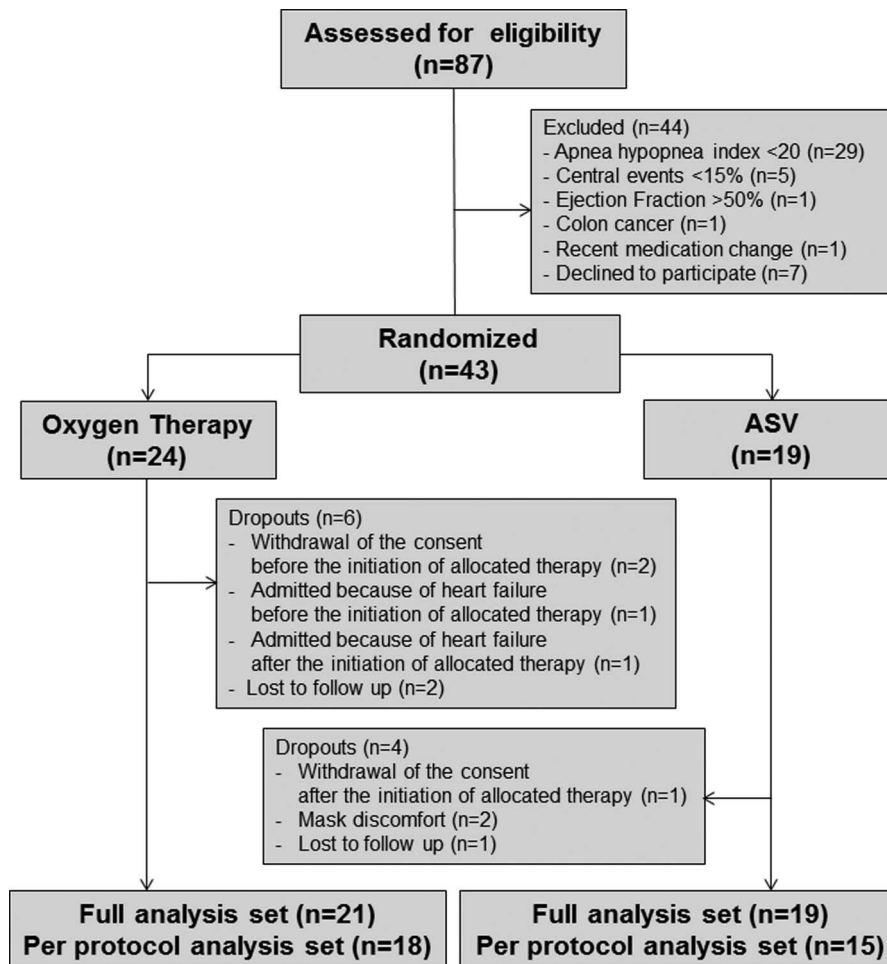 Assessed for eligibility
(n=87)
Excluded (n=44)
- Apnea hypopnea index <20 (n=29)
- Central events <15% (n=5)
- Ejection Fraction >50% (n=1)
- Colon cancer (n=1)
- Recent medication change (n=1)
- Declined to participate (n=7)
Randomized
(n=43)
Oxygen Therapy
(n=24)
ASV
(n=19)
Dropouts (n=6)
- Withdrawal of the consent
before the initiation of allocated therapy (n=2)
- Admitted because of heart failure
before the initiation of allocated therapy (n=1)
- Admitted because of heart failure
after the initiation of allocated therapy (n=1)
- Lost to follow up (n=2)
Dropouts (n=4)
- Withdrawal of the consent
after the initiation of allocated therapy (n=1)
- Mask discomfort (n=2)
- Lost to follow up (n=1)
Full analysis set (n=21)
Per protocol analysis set (n=18)
Full analysis set (n=19)
Per protocol analysis set (n=15)